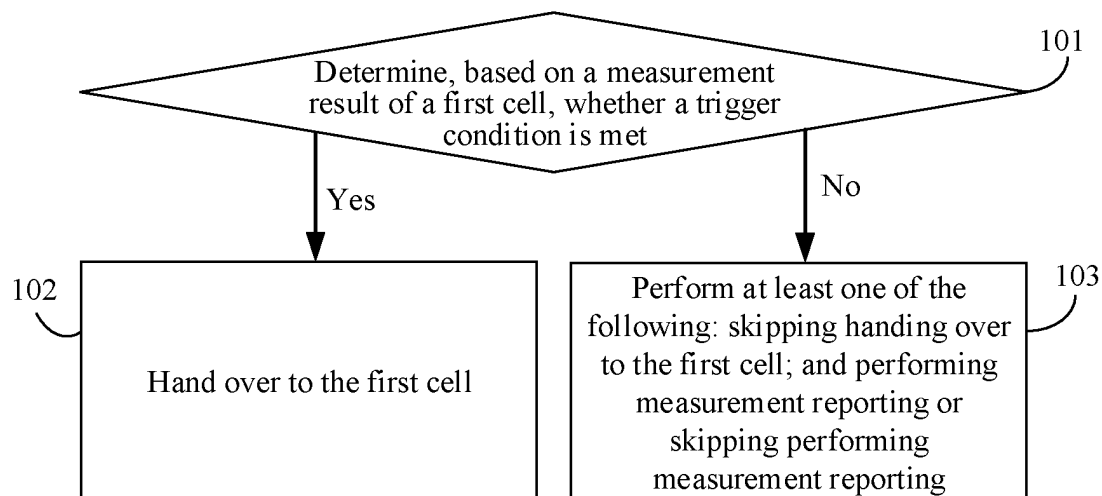 101
Determine, based on a measurement
result of a first cell, whether a trigger
condition is met
Yes
No
102
Hand over to the first cell
103
Perform at least one of the
following: skipping handing over
to the first cell; and performing
measurement reporting or
skipping performing
measurement reporting